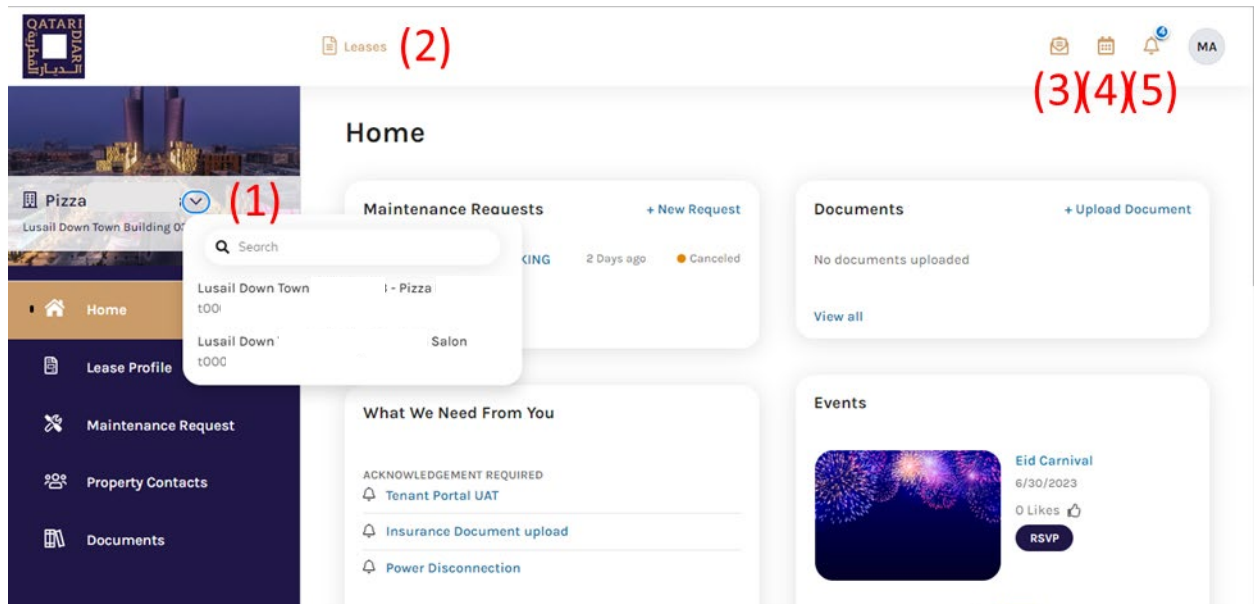 QATARI
DIAR
الديار القطرية
Leases (2)
4
MA
(3)(4)(5)
Home
Pizza (1)
Lusail Down Town Building
Search
Lusail Down Town - Pizza
Lusail Down Salon
Home
Lease Profile
Maintenance Request
Property Contacts
Documents
Maintenance Requests + New Request
KING 2 Days ago Canceled
Documents + Upload Document
No documents uploaded
View all
What We Need From You
ACKNOWLEDGEMENT REQUIRED
Tenant Portal UAT
Insurance Document upload
Power Disconnection
Events
Eid Carnival
6/30/2023
0 Likes
RSVP